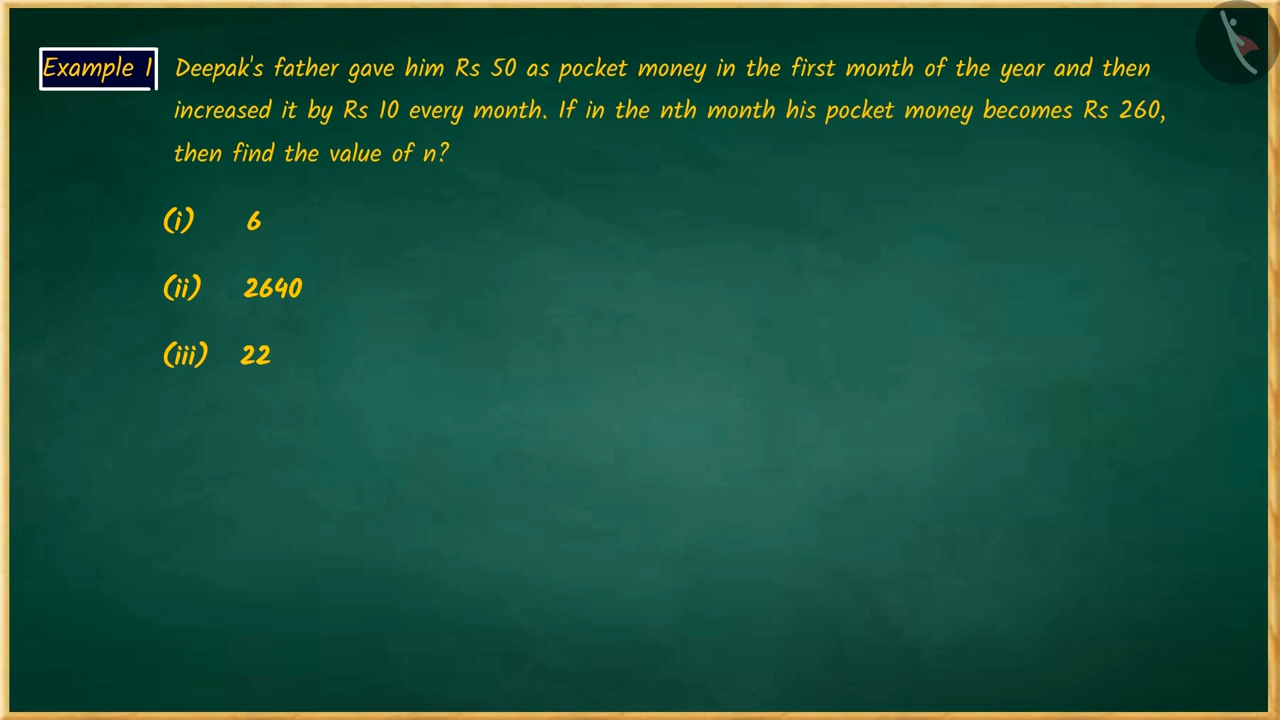 Example 1 Deepak's father gave him Rs 50 as pocket money in the first month of the year and then
increased it by Rs 10 every month. If in the nth month his pocket money becomes Rs 260,
then find the value of n?
(i) 6
(ii) 2640
(iii) 22